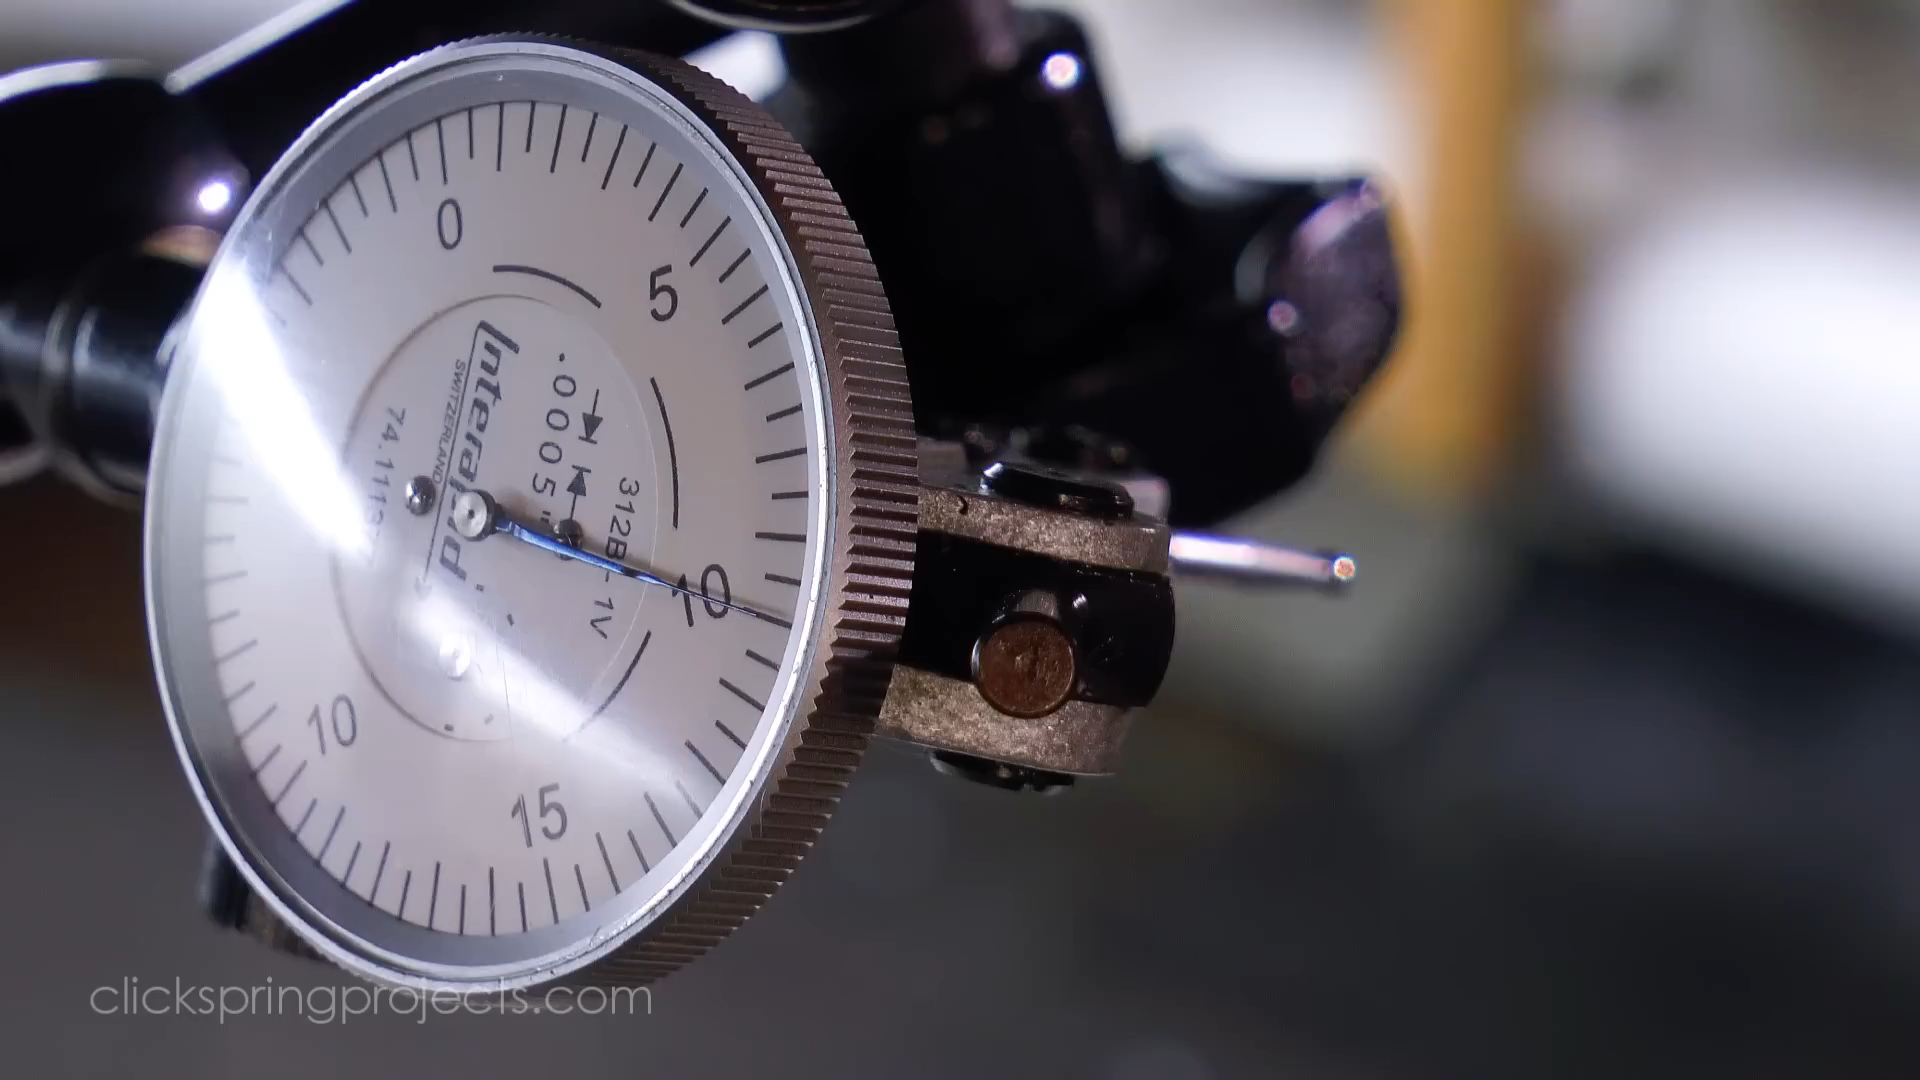 0
5
10
15
10
Interapid
SWITZERLAND
.0005"
312B-1V
clickspringprojects.com